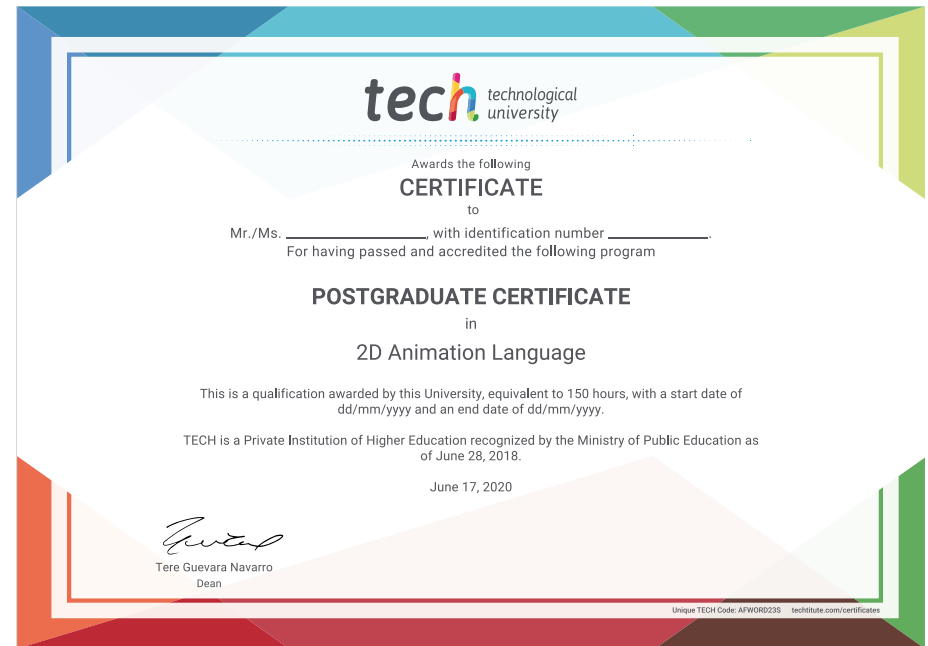 tech technological
university
Awards the following
CERTIFICATE
to
Mr./Ms. ____________, with identification number ____________.
For having passed and accredited the following program
POSTGRADUATE CERTIFICATE
in
2D Animation Language
This is a qualification awarded by this University, equivalent to 150 hours, with a start date of
dd/mm/yyyy and an end date of dd/mm/yyyy.
TECH is a Private Institution of Higher Education recognized by the Ministry of Public Education as
of June 28, 2018.
June 17, 2020
Tere Guevara Navarro
Dean
Unique TECH Code: AFWORD23S techtitute.com/certificates